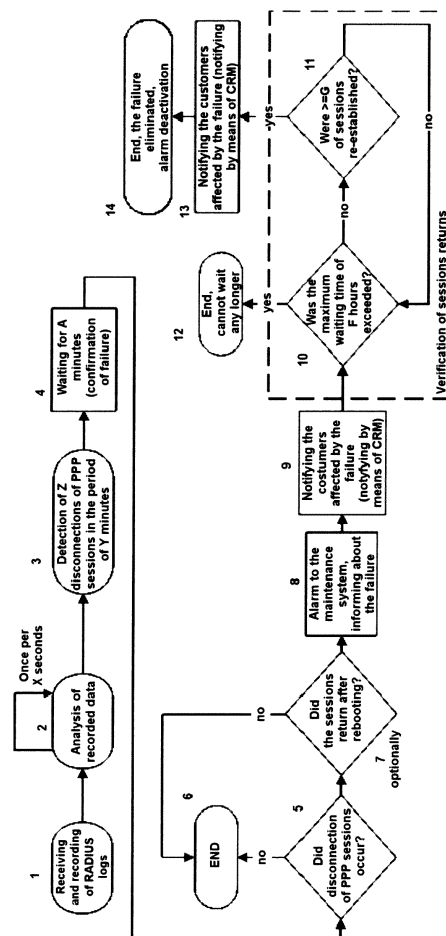 1
Receiving
and recording
of RADIUS
logs
2
Once per
X seconds
Analysis of
recorded data
3
Detection of Z
disconnections of PPP
sessions in the period
of Y minutes
4
Waiting for A
minutes
(confirmation
of failure)
5
Did
disconnection
of PPP sessions
occur?
no
6
END
7
optionally
Did
the sessions
return after
rebooting?
no
8
Alarm to the
maintenance
system,
informing about
the failure
9
Notifying the
costumers
affected by the
failure
(notyfying by
means of CRM)
10
Was the
maximum
waiting time of
F hours
exceeded?
yes
12
End,
cannot wait
any longer
no
11
Were >=G
of sessions
re-established?
no
yes
Verification of sessions returns
13
Notifying the customers
affected by the failure (notifying
by means of CRM)
14
End, the failure
eliminated,
alarm deactivation